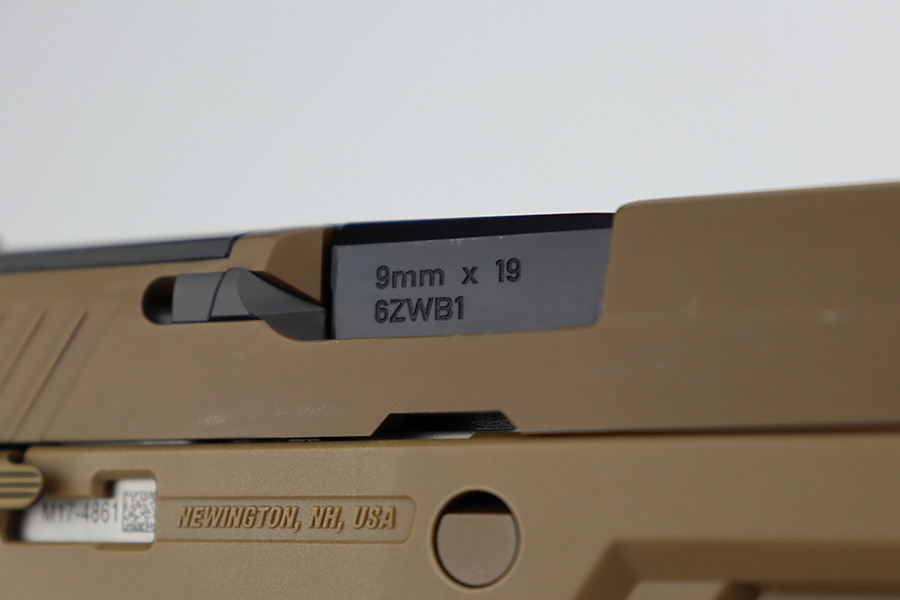 9mm x 19
6ZWB1
M17-4861
NEWINGTON, NH, USA